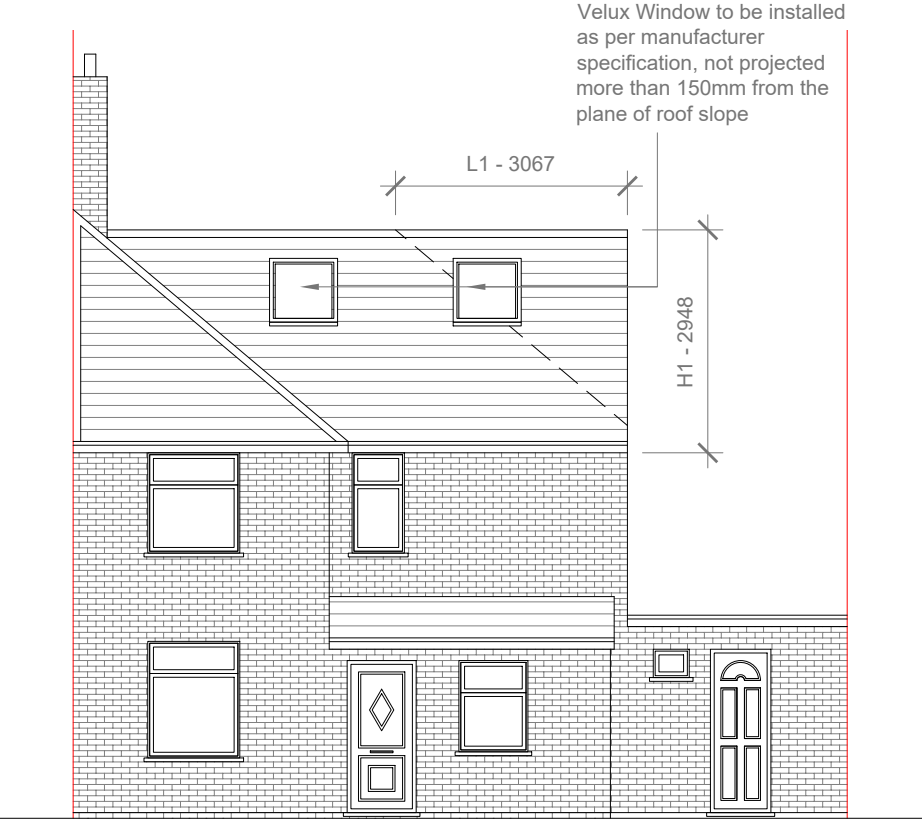 Velux Window to be installed
as per manufacturer
specification, not projected
more than 150mm from the
plane of roof slope
L1 - 3067
H1 - 2948